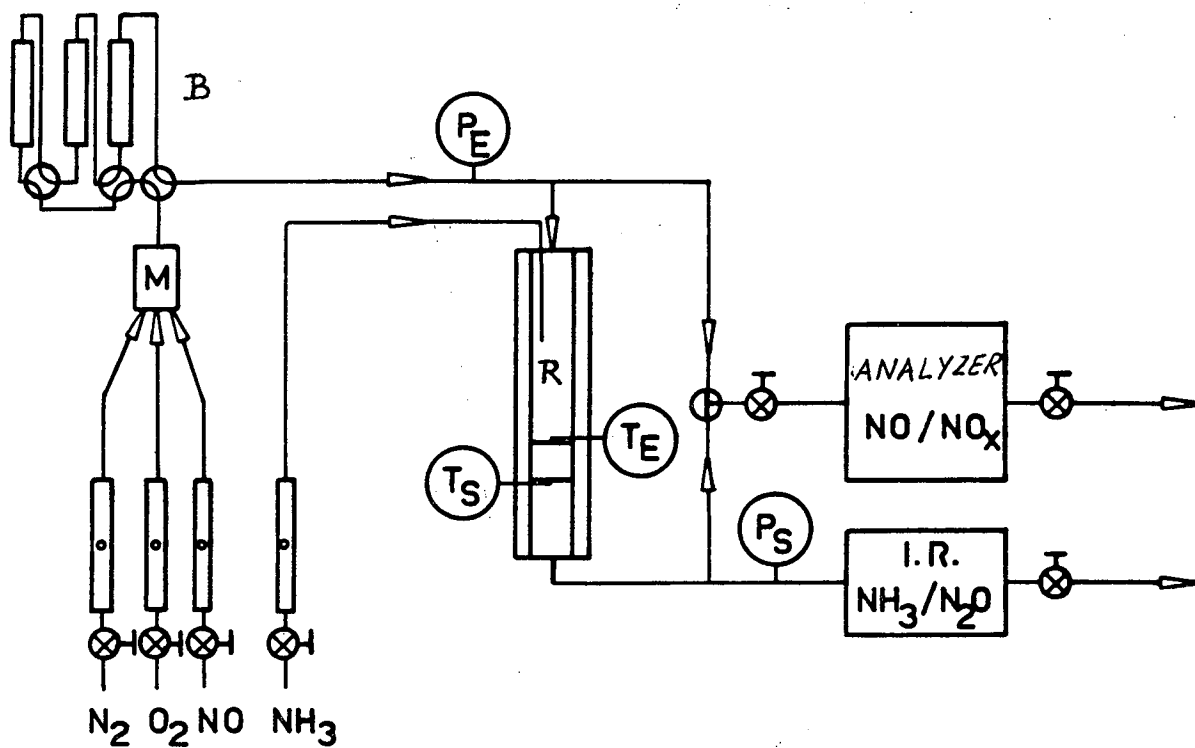 B
P_E
M
R
T_E
T_S
ANALYZER
NO/NO_X
P_S
I.R.
NH_3/N_2O
N_2 O_2 NO NH_3